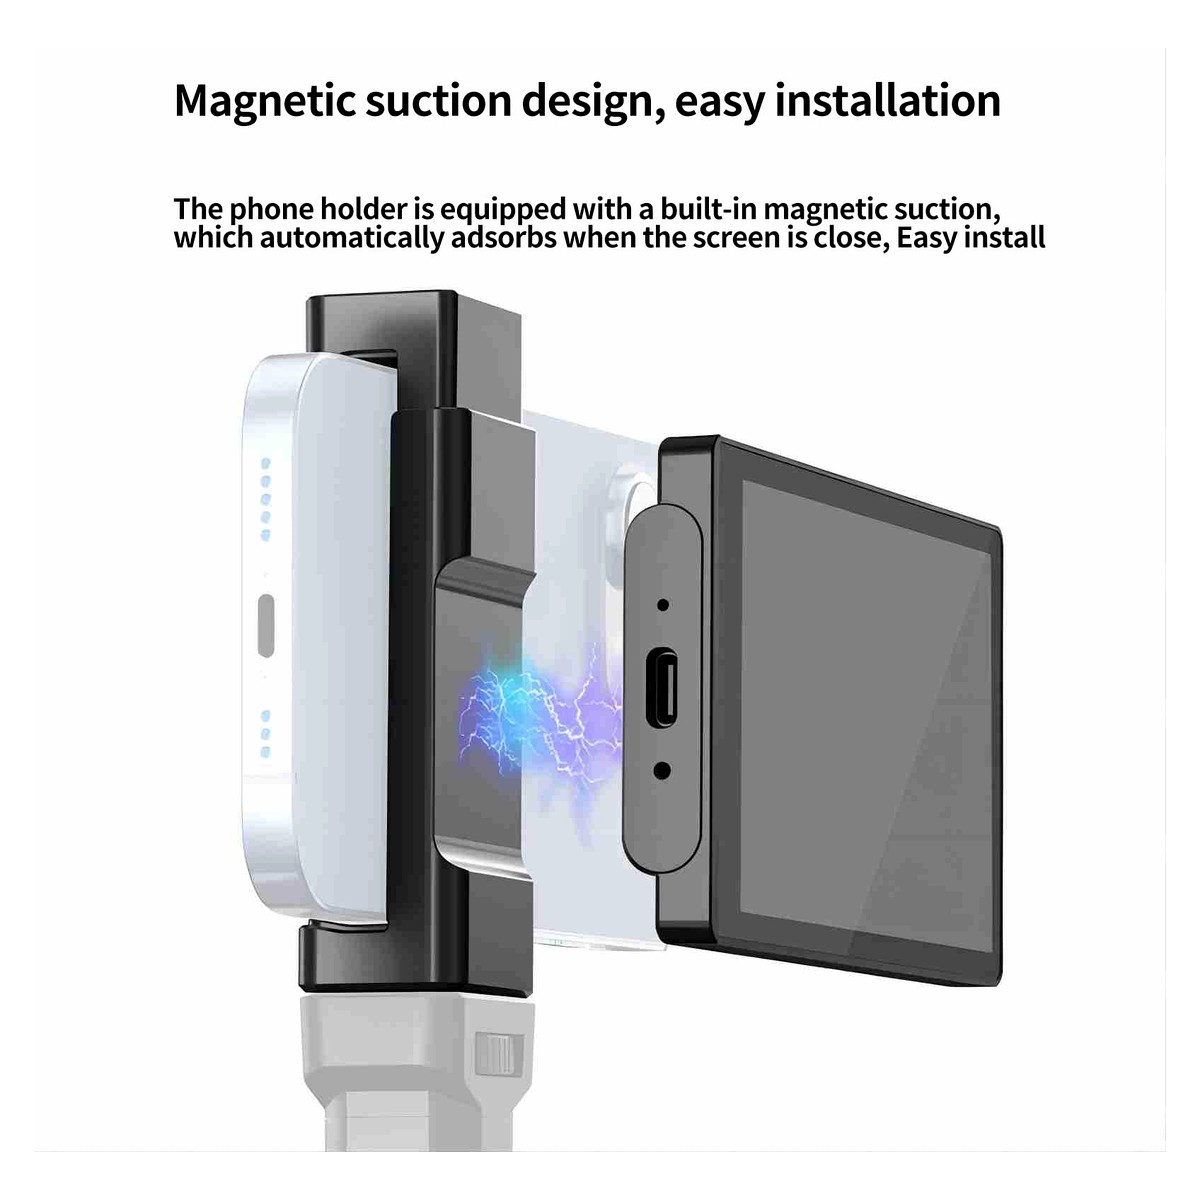 Magnetic suction design, easy installation
The phone holder is equipped with a built-in magnetic suction,
which automatically adsorbs when the screen is close, Easy install